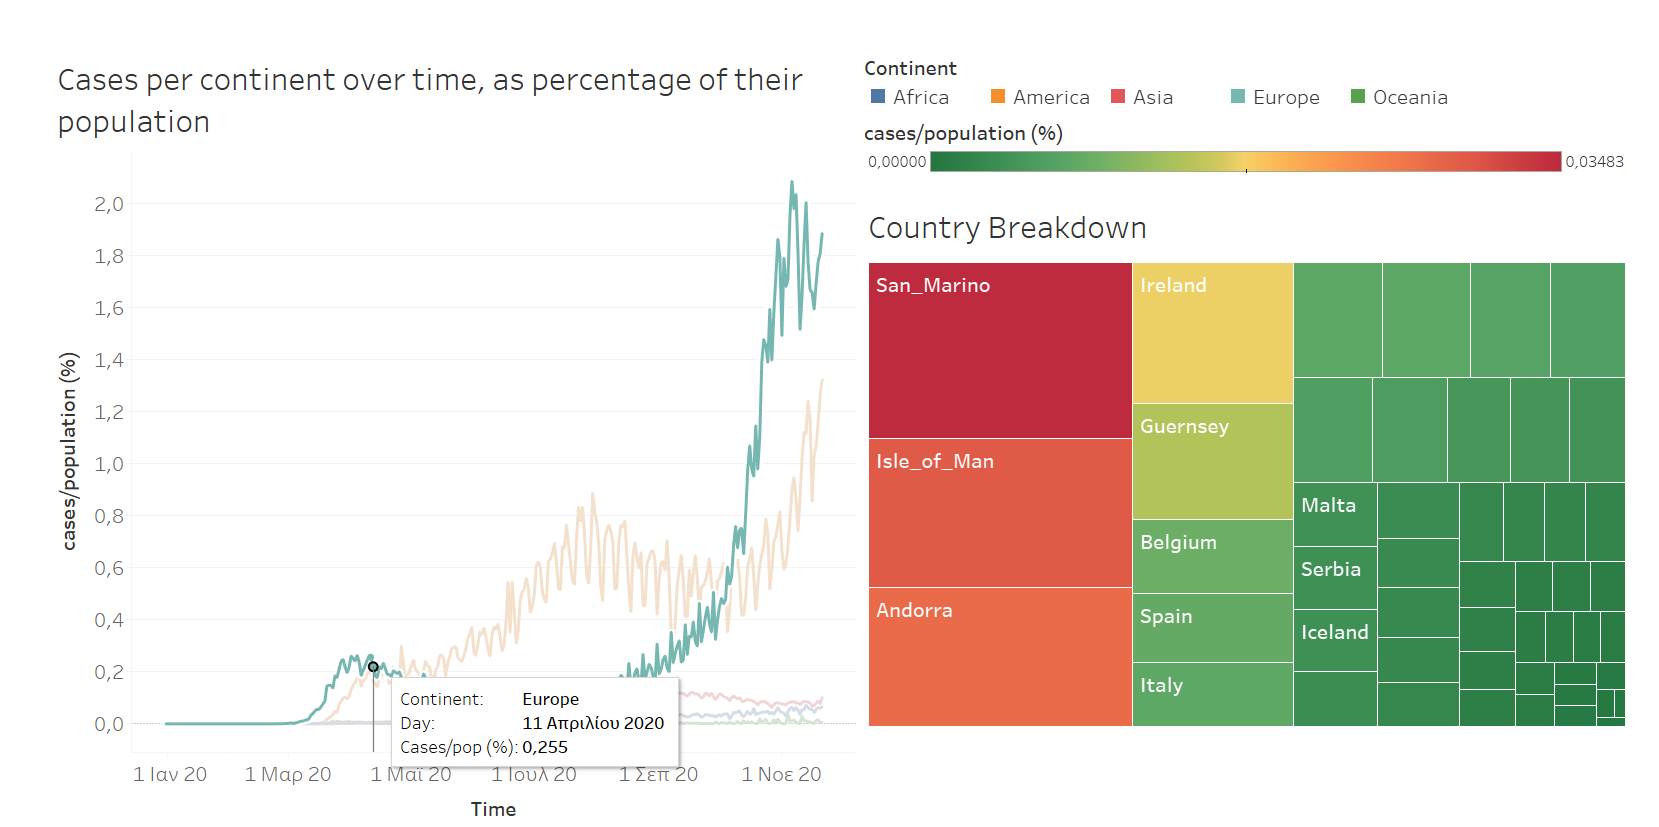 Cases per continent over time, as percentage of their
population
cases/population (%)
2,0
1,8
1,6
1,4
1,2
1,0
0,8
0,6
0,4
0,2
0,0
1 Ιαν 20
1 Μαρ 20
1 Μαϊ 20
1 Ιουλ 20
1 Σεπ 20
1 Νοε 20
Time
Continent: Europe
Day: 11 Απριλίου 2020
Cases/pop (%): 0,255
Continent
Africa America Asia Europe Oceania
cases/population (%)
0,00000 0,03483
Country Breakdown
San_Marino
Isle_of_Man
Andorra
Ireland
Guernsey
Belgium
Spain
Italy
Malta
Serbia
Iceland